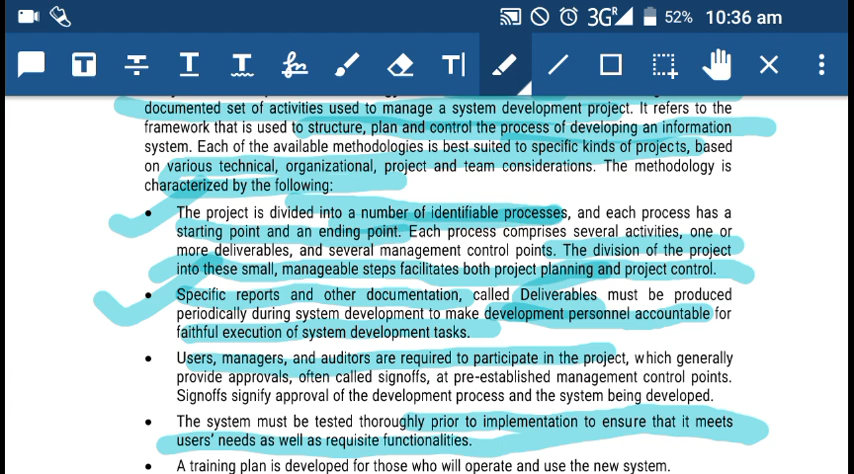 3G R 52% 10:36 am
documented set of activities used to manage a system development project. It refers to the
framework that is used to structure, plan and control the process of developing an information
system. Each of the available methodologies is best suited to specific kinds of projects, based
on various technical, organizational, project and team considerations. The methodology is
characterized by the following:
• The project is divided into a number of identifiable processes, and each process has a
starting point and an ending point. Each process comprises several activities, one or
more deliverables, and several management control points. The division of the project
into these small, manageable steps facilitates both project planning and project control.
• Specific reports and other documentation, called Deliverables must be produced
periodically during system development to make development personnel accountable for
faithful execution of system development tasks.
• Users, managers, and auditors are required to participate in the project, which generally
provide approvals, often called signoffs, at pre-established management control points.
Signoffs signify approval of the development process and the system being developed.
• The system must be tested thoroughly prior to implementation to ensure that it meets
users' needs as well as requisite functionalities.
• A training plan is developed for those who will operate and use the new system.